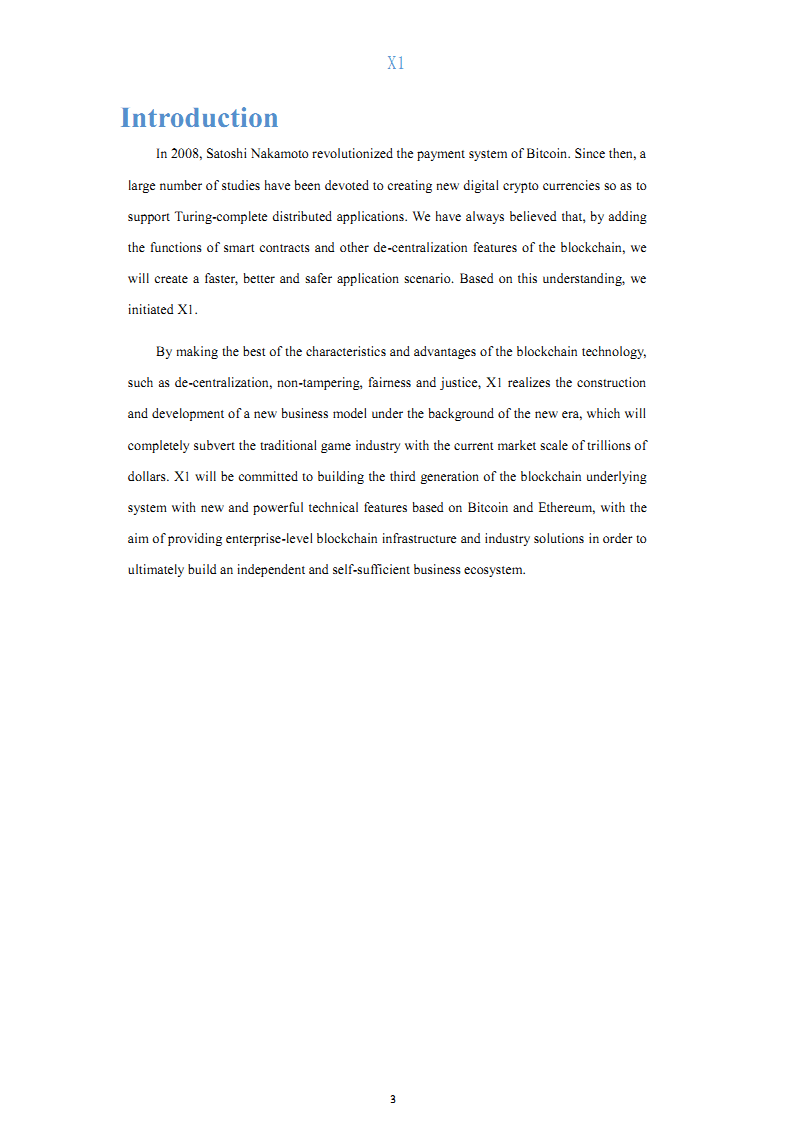 X1
Introduction
In 2008, Satoshi Nakamoto revolutionized the payment system of Bitcoin. Since then, a
large number of studies have been devoted to creating new digital crypto currencies so as to
support Turing-complete distributed applications. We have always believed that, by adding
the functions of smart contracts and other de-centralization features of the blockchain, we
will create a faster, better and safer application scenario. Based on this understanding, we
initiated X1.
By making the best of the characteristics and advantages of the blockchain technology,
such as de-centralization, non-tampering, fairness and justice, X1 realizes the construction
and development of a new business model under the background of the new era, which will
completely subvert the traditional game industry with the current market scale of trillions of
dollars. X1 will be committed to building the third generation of the blockchain underlying
system with new and powerful technical features based on Bitcoin and Ethereum, with the
aim of providing enterprise-level blockchain infrastructure and industry solutions in order to
ultimately build an independent and self-sufficient business ecosystem.
3